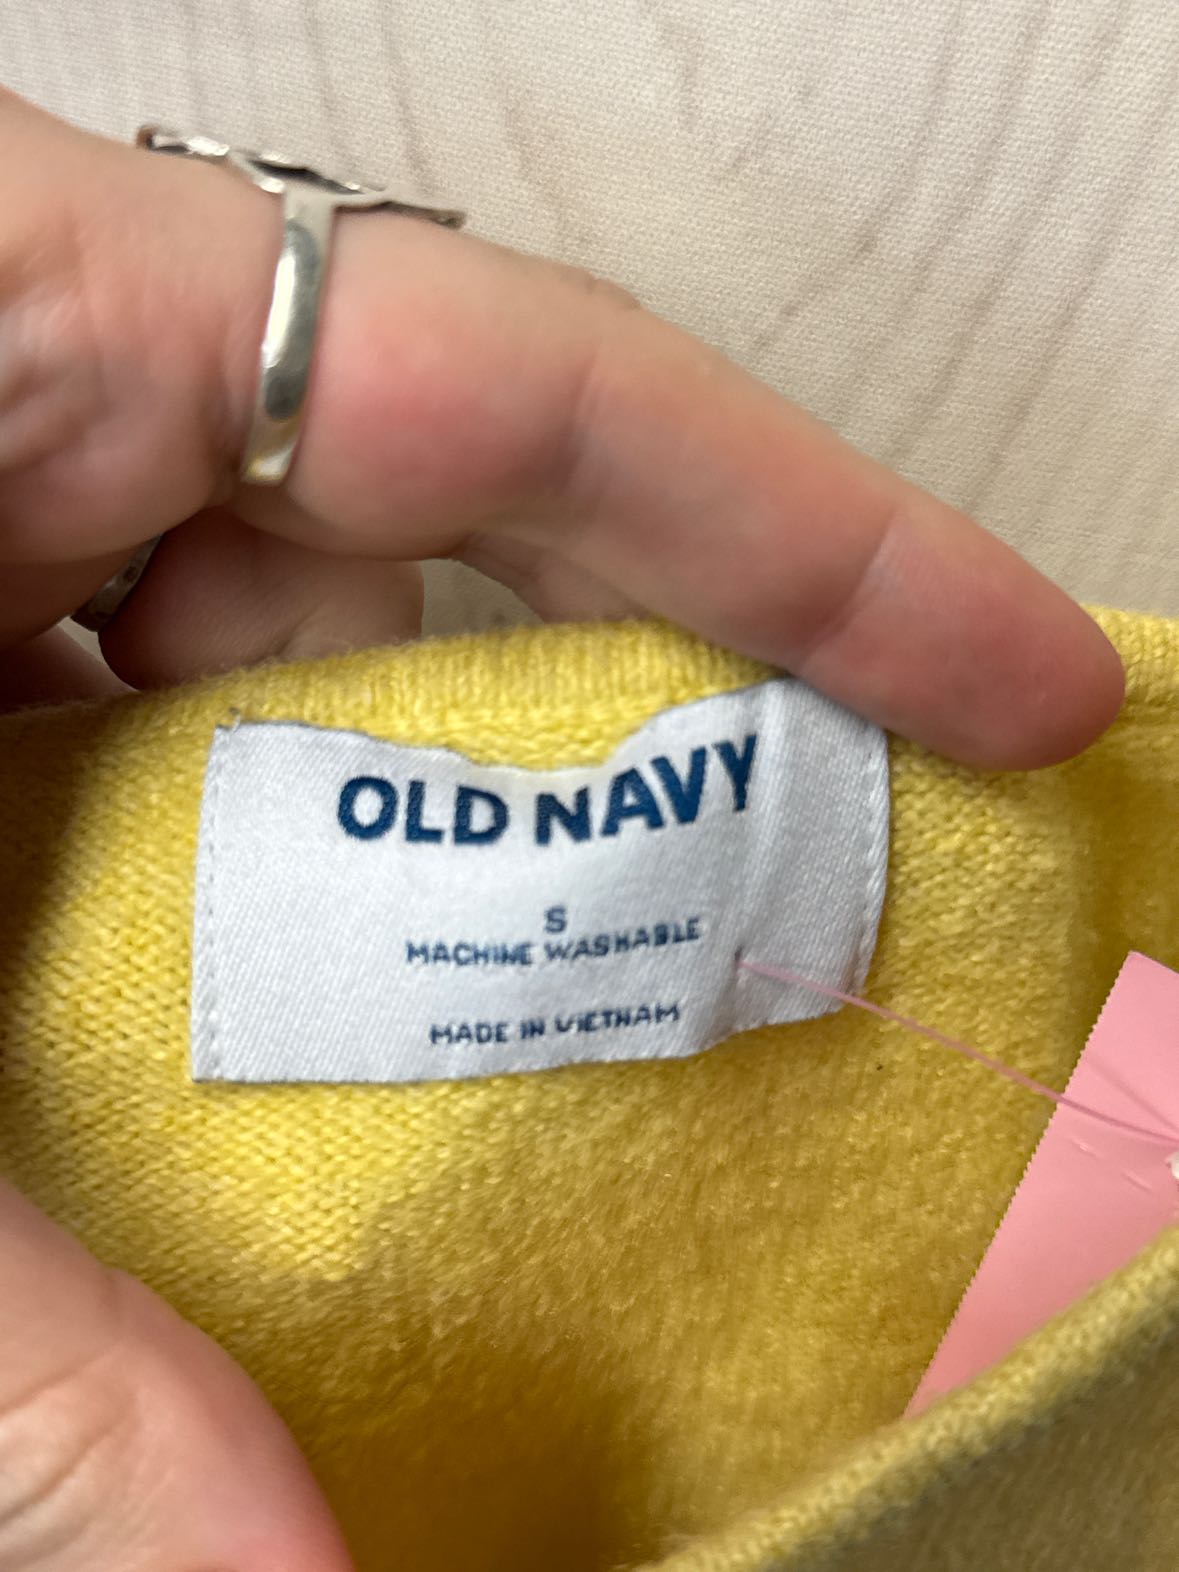 OLD NAVY
S
MACHINE WASHABLE
MADE IN VIETNAM